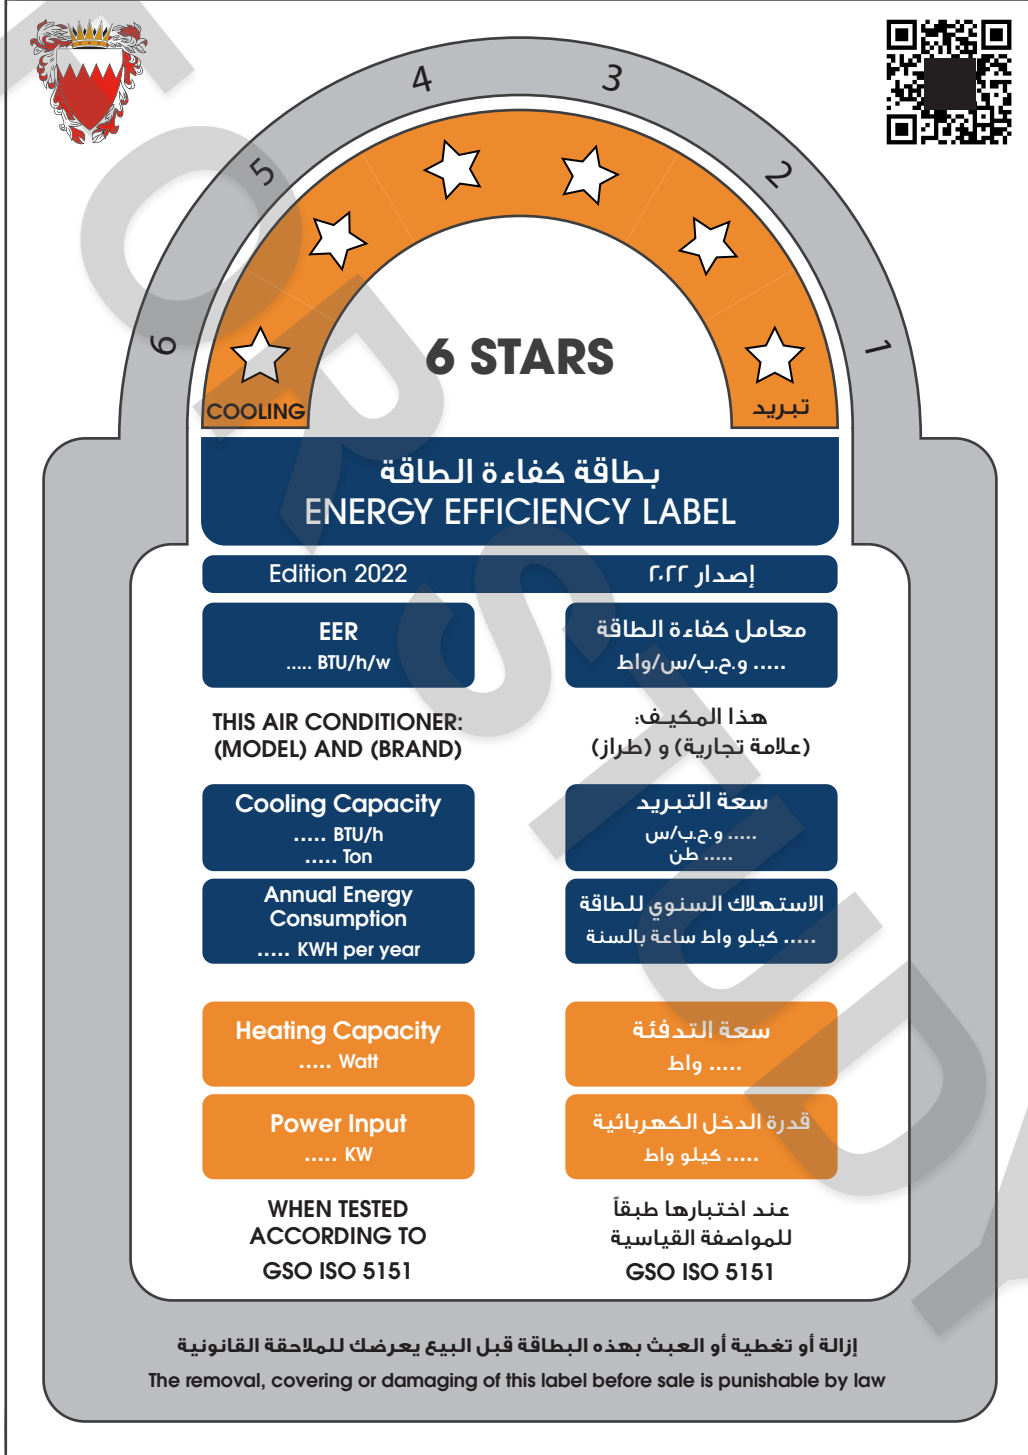 4
3
5
2
6
1
6 STARS
COOLING
تبريد
بطاقة كفاءة الطاقة
ENERGY EFFICIENCY LABEL
Edition 2022
إصدار ٢٠٢٢
EER
..... BTU/h/w
معامل كفاءة الطاقة
..... و.ح.ب/س/واط
THIS AIR CONDITIONER:
(MODEL) AND (BRAND)
هذا المكيف:
(علامة تجارية) و (طراز)
Cooling Capacity
..... BTU/h
..... Ton
سعة التبريد
..... و.ح.ب/س
..... طن
Annual Energy
Consumption
..... KWH per year
الاستهلاك السنوي للطاقة
..... كيلو واط ساعة بالسنة
Heating Capacity
..... Watt
سعة التدفئة
..... واط
Power Input
..... KW
قدرة الدخل الكهربائية
..... كيلو واط
WHEN TESTED
ACCORDING TO
GSO ISO 5151
عند اختبارها طبقاً
للمواصفة القياسية
GSO ISO 5151
إزالة أو تغطية أو العبث بهذه البطاقة قبل البيع يعرضك للملاحقة القانونية
The removal, covering or damaging of this label before sale is punishable by law
FOR STUDY